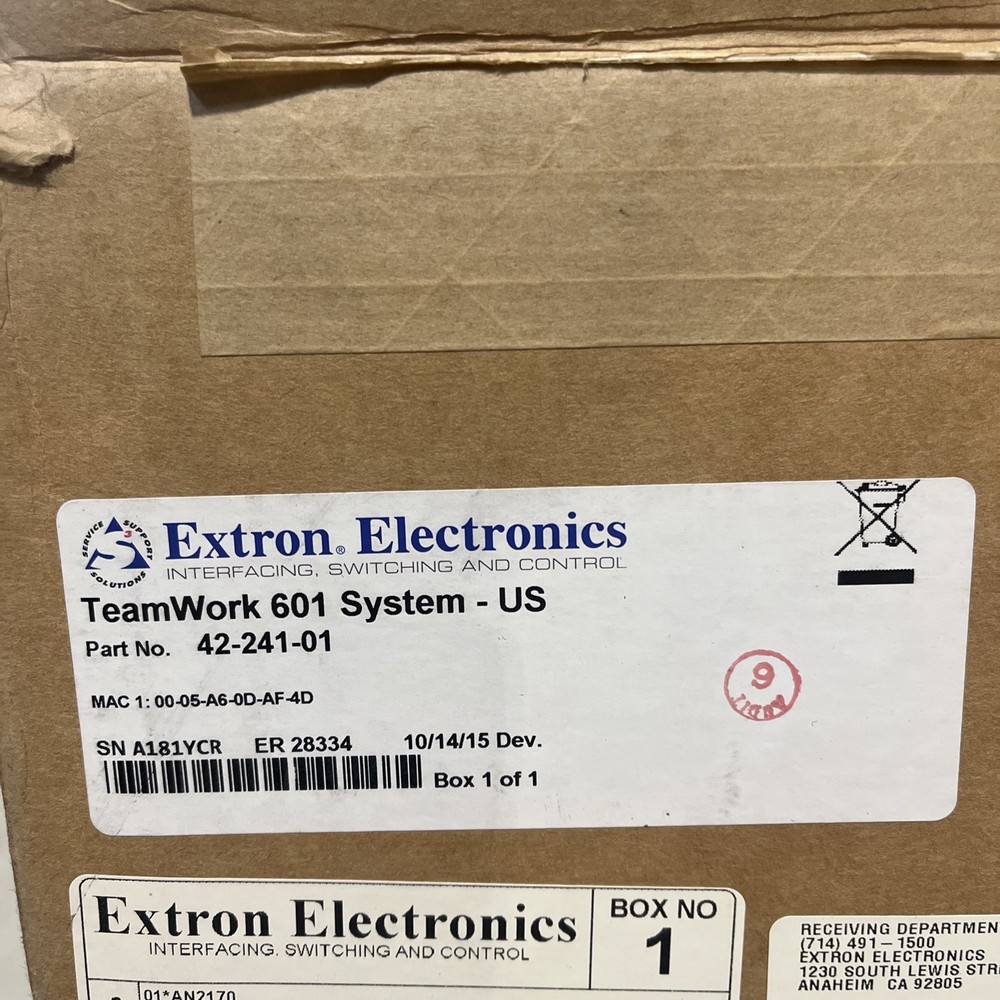 SERVICE SUPPORT SOLUTIONS
3
Extron® Electronics
INTERFACING, SWITCHING AND CONTROL
TeamWork 601 System - US
Part No. 42-241-01
MAC 1: 00-05-A6-0D-AF-4D
9
SN A181YCR ER 28334 10/14/15 Dev.
Box 1 of 1
Extron Electronics
INTERFACING, SWITCHING AND CONTROL
BOX NO
1
01*AN2170
RECEIVING DEPARTMEN
(714) 491-1500
EXTRON ELECTRONICS
1230 SOUTH LEWIS STR
ANAHEIM CA 92805